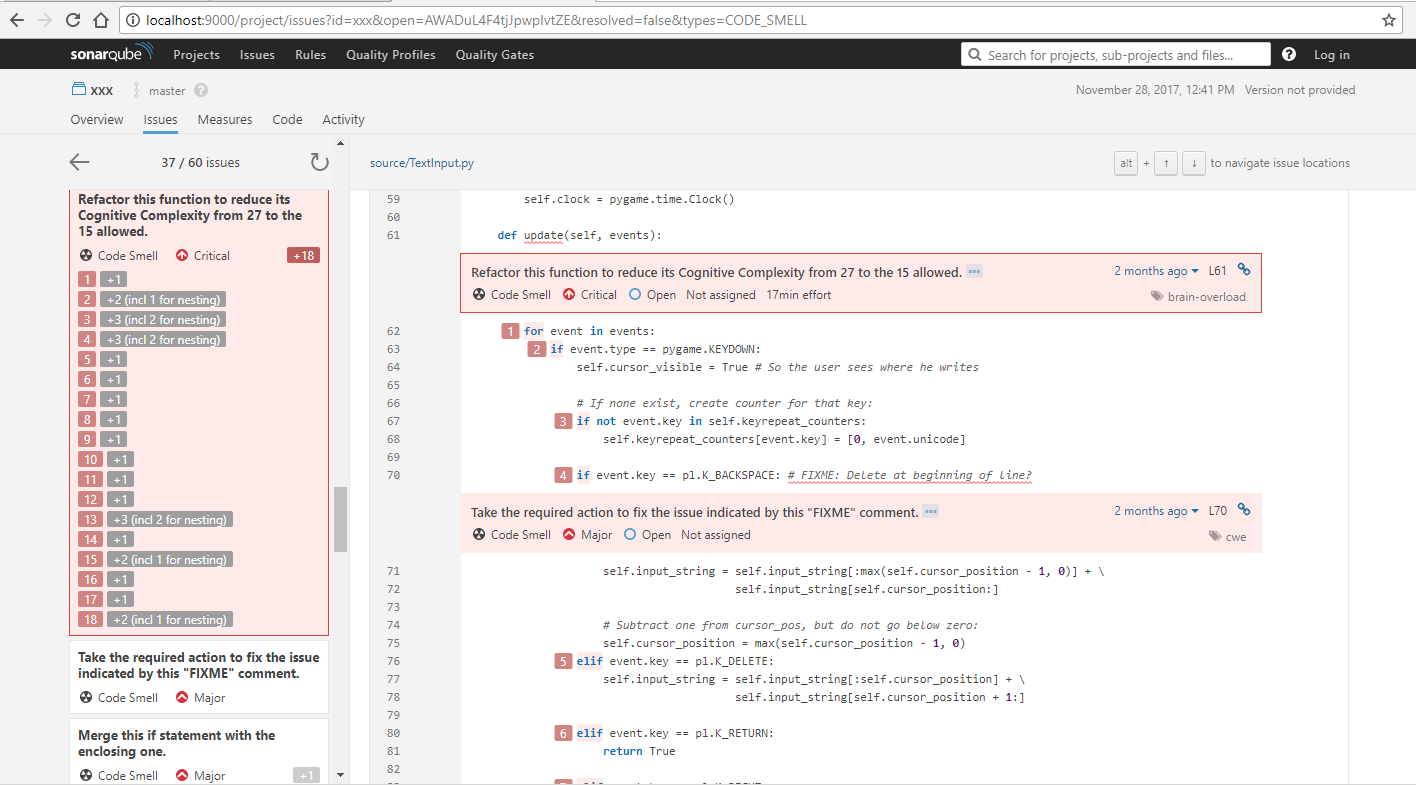 localhost:9000/project/issues?id=xxx&open=AWADuL4F4tjJpwpIvtZE&resolved=false&types=CODE_SMELL
sonarqube Projects Issues Rules Quality Profiles Quality Gates Search for projects, sub-projects and files... Log in
xxx master November 28, 2017, 12:41 PM Version not provided
Overview Issues Measures Code Activity
37 / 60 issues
Refactor this function to reduce its
Cognitive Complexity from 27 to the
15 allowed.
Code Smell Critical +18
1 +1
2 +2 (incl 1 for nesting)
3 +3 (incl 2 for nesting)
4 +3 (incl 2 for nesting)
5 +1
6 +1
7 +1
8 +1
9 +1
10 +1
11 +1
12 +1
13 +3 (incl 2 for nesting)
14 +1
15 +2 (incl 1 for nesting)
16 +1
17 +1
18 +2 (incl 1 for nesting)
Take the required action to fix the issue
indicated by this "FIXME" comment.
Code Smell Major
Merge this if statement with the
enclosing one.
Code Smell Major +1
source/TextInput.py alt + ↑ ↓ to navigate issue locations
59 self.clock = pygame.time.Clock()
60
61 def update(self, events):
Refactor this function to reduce its Cognitive Complexity from 27 to the 15 allowed. ... 2 months ago L61
Code Smell Critical Open Not assigned 17min effort brain-overload
62 1 for event in events:
63 2 if event.type == pygame.KEYDOWN:
64 self.cursor_visible = True # So the user sees where he writes
65
66 # If none exist, create counter for that key:
67 3 if not event.key in self.keyrepeat_counters:
68 self.keyrepeat_counters[event.key] = [0, event.unicode]
69
70 4 if event.key == pl.K_BACKSPACE: # FIXME: Delete at beginning of line?
Take the required action to fix the issue indicated by this "FIXME" comment. ... 2 months ago L70
Code Smell Major Open Not assigned cwe
71 self.input_string = self.input_string[:max(self.cursor_position - 1, 0)] + \
72 self.input_string[self.cursor_position:]
73
74 # Subtract one from cursor_pos, but do not go below zero:
75 self.cursor_position = max(self.cursor_position - 1, 0)
76 5 elif event.key == pl.K_DELETE:
77 self.input_string = self.input_string[:self.cursor_position] + \
78 self.input_string[self.cursor_position + 1:]
79
80 6 elif event.key == pl.K_RETURN:
81 return True
82